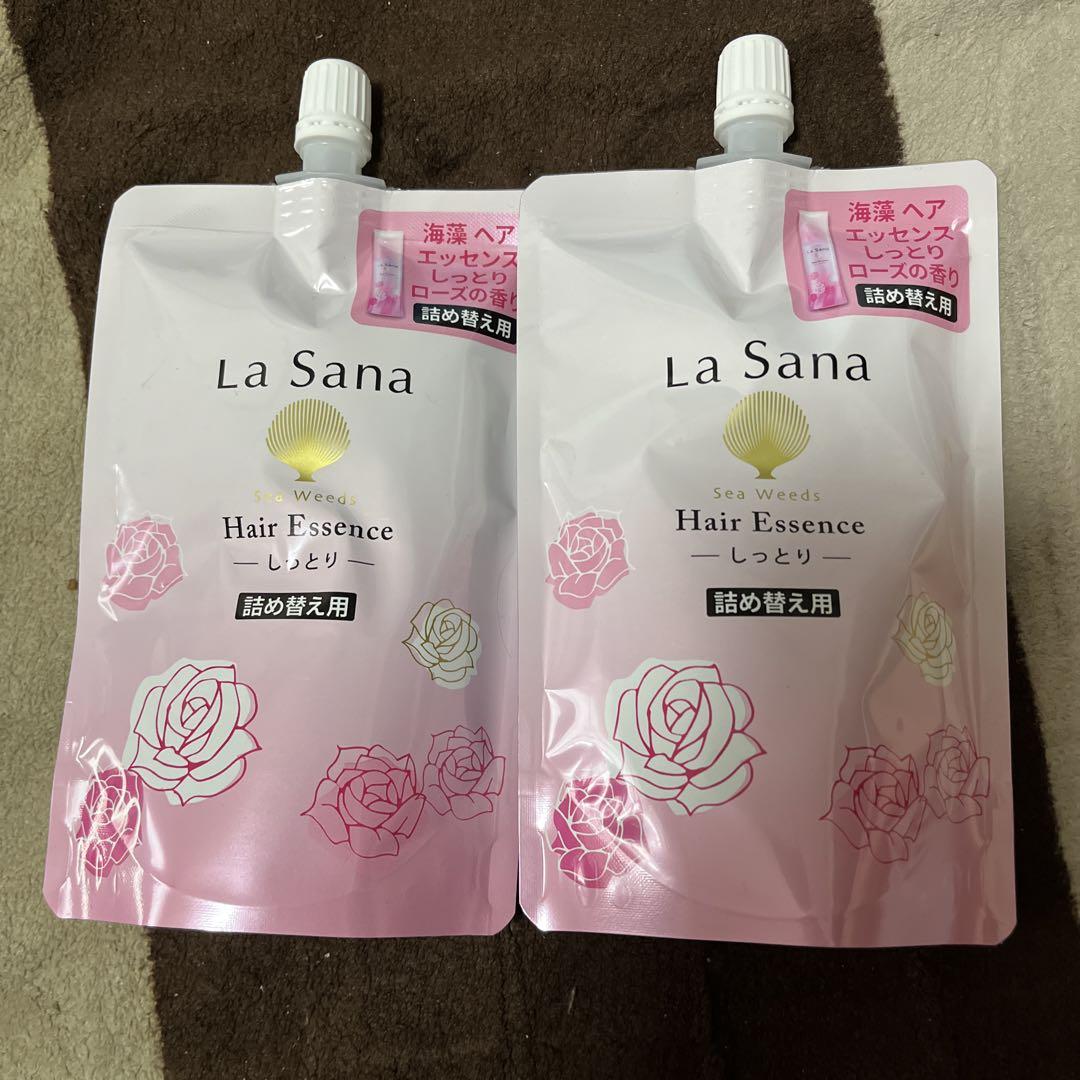 海藻 ヘア
エッセンス
しっとり
ローズの香り
詰め替え用
La Sana
Sea Weeds
Hair Essence
しっとり
詰め替え用
海藻 ヘア
エッセンス
しっとり
ローズの香り
詰め替え用
La Sana
Sea Weeds
Hair Essence
しっとり
詰め替え用